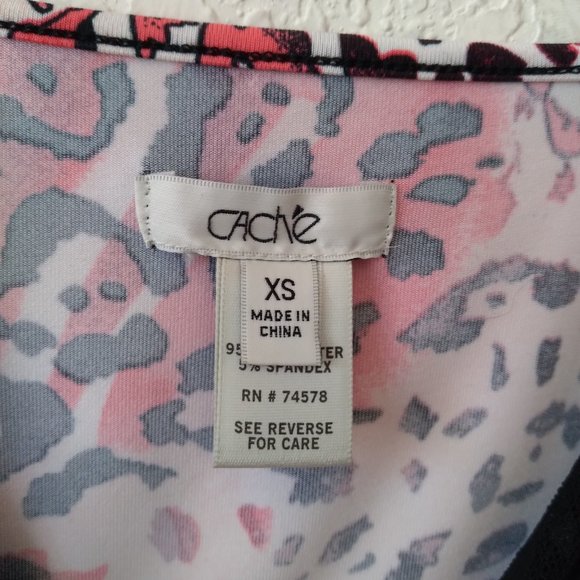 CACHÉ
XS
MADE IN
CHINA
5% SPANDEX
RN # 74578
SEE REVERSE
FOR CARE